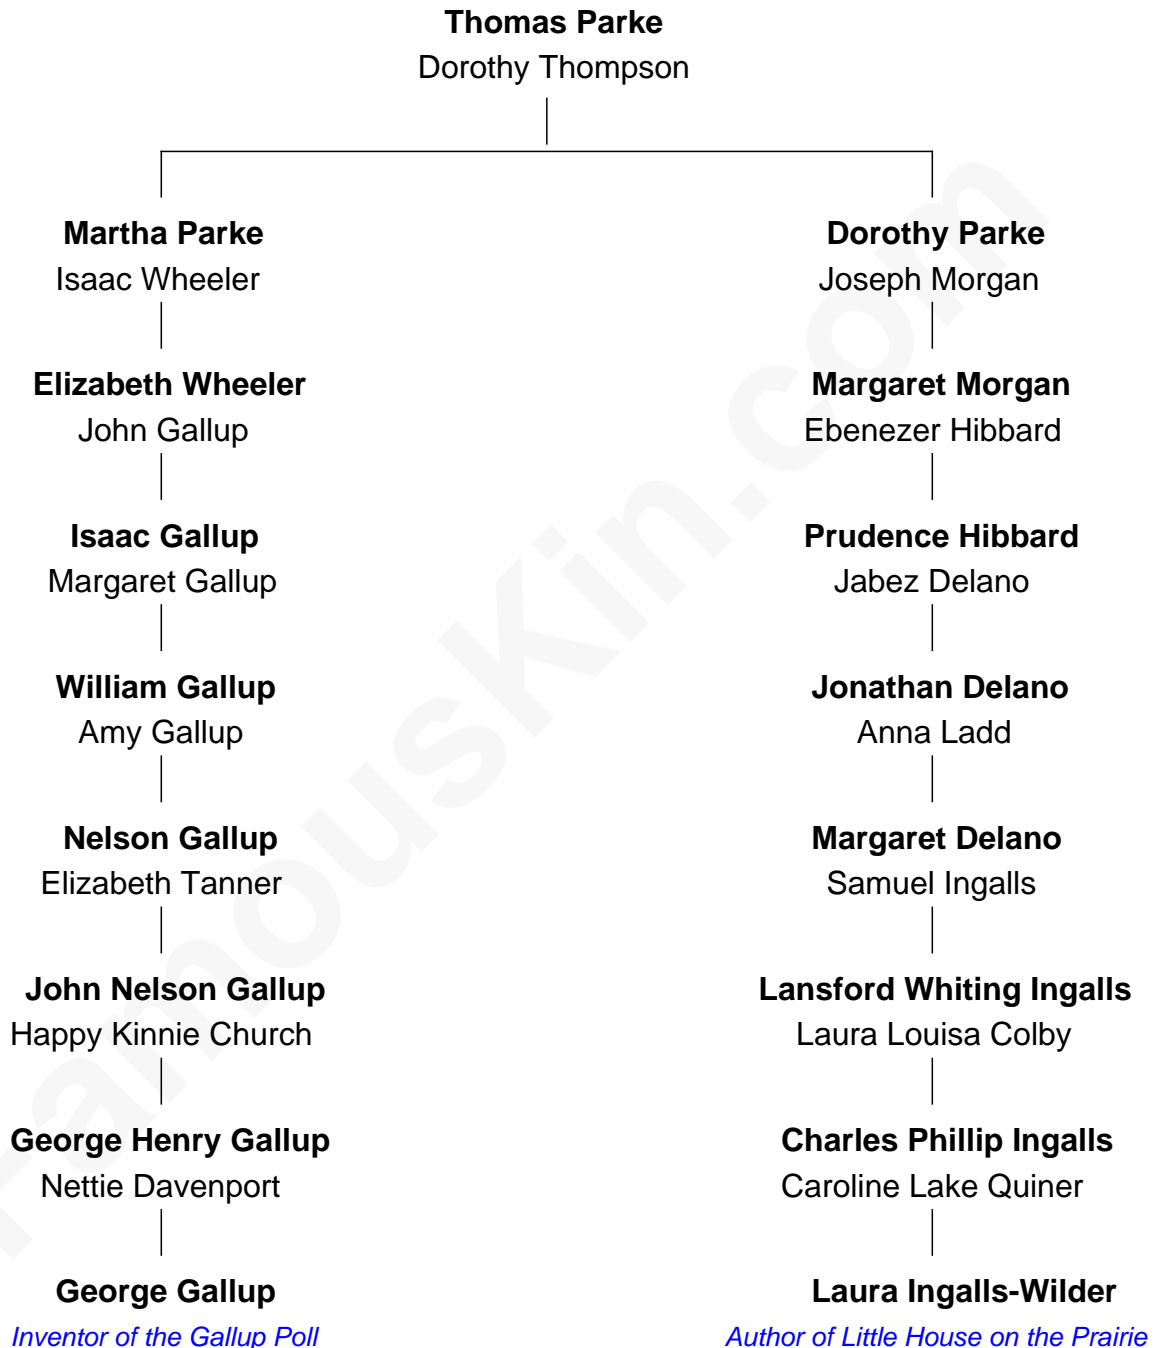 Thomas Parke
Dorothy Thompson
Martha Parke
Isaac Wheeler
Dorothy Parke
Joseph Morgan
Elizabeth Wheeler
John Gallup
Margaret Morgan
Ebenezer Hibbard
Isaac Gallup
Margaret Gallup
Prudence Hibbard
Jabez Delano
William Gallup
Amy Gallup
Jonathan Delano
Anna Ladd
Nelson Gallup
Elizabeth Tanner
Margaret Delano
Samuel Ingalls
John Nelson Gallup
Happy Kinnie Church
Lansford Whiting Ingalls
Laura Louisa Colby
George Henry Gallup
Nettie Davenport
Charles Phillip Ingalls
Caroline Lake Quiner
George Gallup
Inventor of the Gallup Poll
Laura Ingalls-Wilder
Author of Little House on the Prairie
FamousKin.com